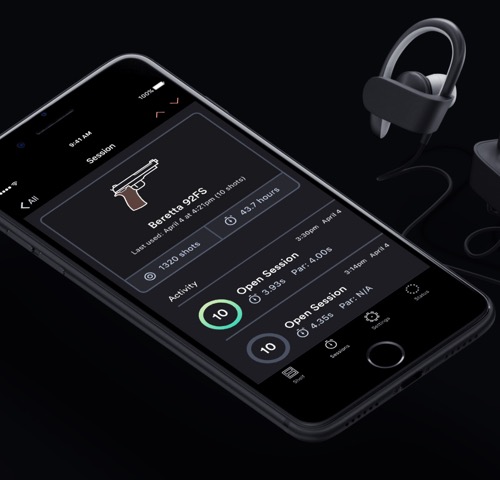 9:41 AM
100%
All
Session
Beretta 92FS
Last used: April 4 at 4:21pm (10 shots)
1320 shots
43.7 hours
Activity
10
Open Session
3:30pm April 4
3.93s Par: 4.00s
10
Open Session
3:14pm April 4
4.35s Par: N/A
Shelf
Sessions
Settings
Status